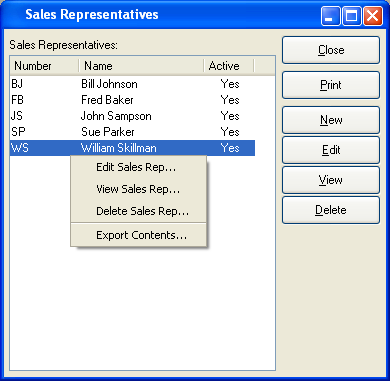 Sales Representatives
Sales Representatives:
Number Name Active
BJ Bill Johnson Yes
FB Fred Baker Yes
JS John Sampson Yes
SP Sue Parker Yes
WS William Skillman Yes
Edit Sales Rep...
View Sales Rep...
Delete Sales Rep...
Export Contents...
Close
Print
New
Edit
View
Delete